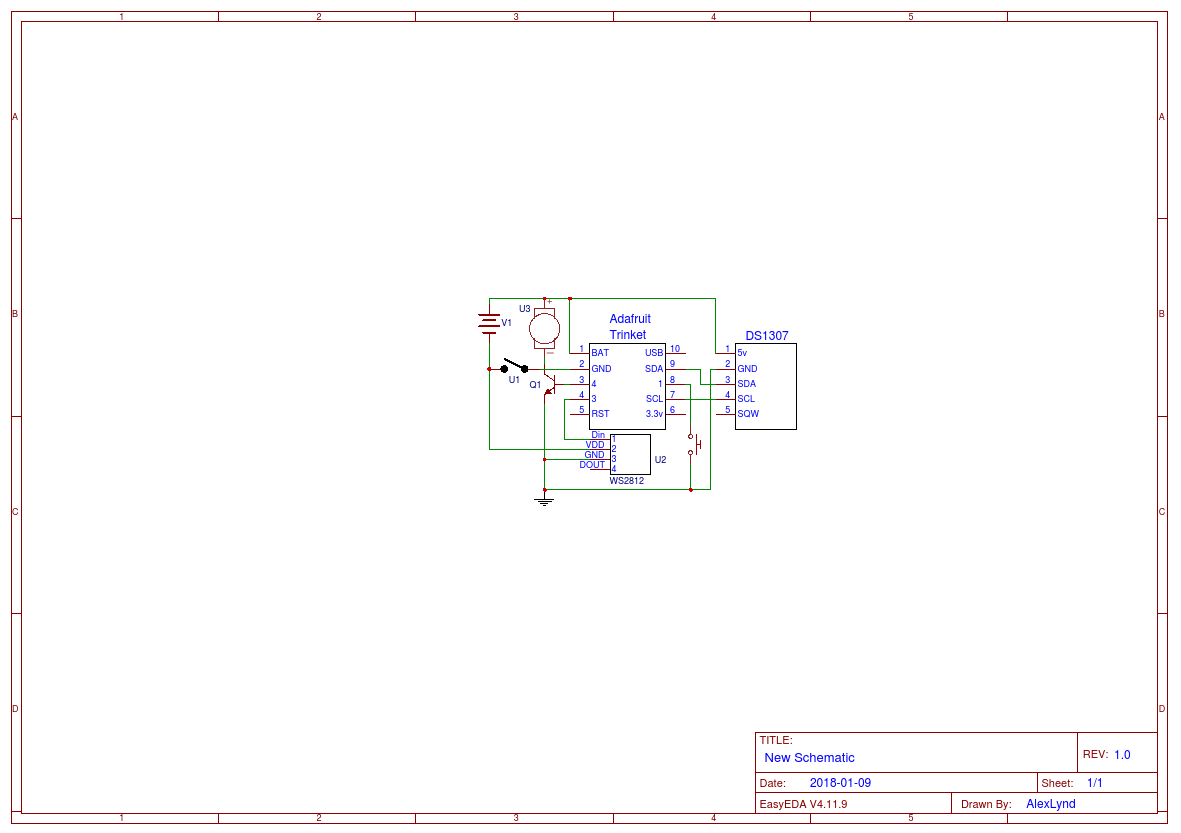 1 2 3 4 5
A A
B B
C C
D D
U3 +
V1
Adafruit
Trinket
DS1307
1 BAT USB 10
2 GND SDA 9
3 4 1 8
4 3 SCL 7
5 RST 3.3v 6
1 5v
2 GND
3 SDA
4 SCL
5 SQW
U1
Q1
Din 1
VDD 2
GND 3
DOUT 4
U2
WS2812
TITLE:
New Schematic
REV: 1.0
Date: 2018-01-09
Sheet: 1/1
EasyEDA V4.11.9
Drawn By: AlexLynd
1 2 3 4 5